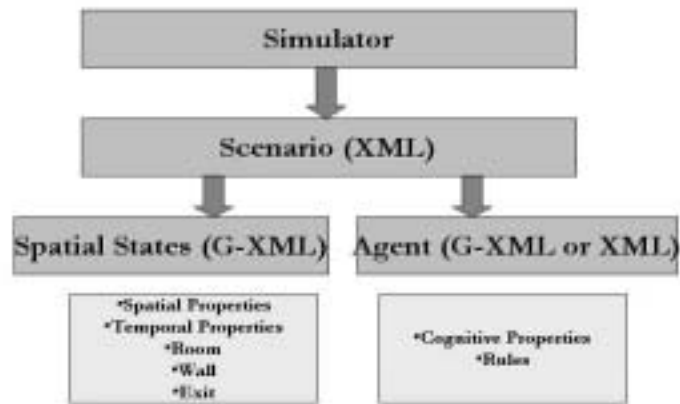 Simulator
Scenario (XML)
Spatial States (G-XML)
Agent (G-XML or XML)
•Spatial Properties
•Temporal Properties
•Room
•Wall
•Exit
•Cognitive Properties
•Rules